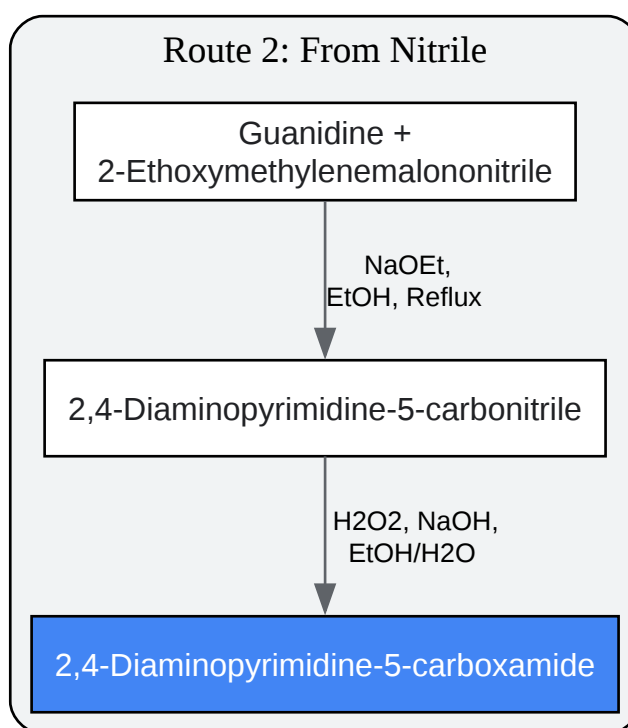 Route 2: From Nitrile
Guanidine +
2-Ethoxymethylenemalononitrile
NaOEt,
EtOH, Reflux
2,4-Diaminopyrimidine-5-carbonitrile
H2O2, NaOH,
EtOH/H2O
2,4-Diaminopyrimidine-5-carboxamide